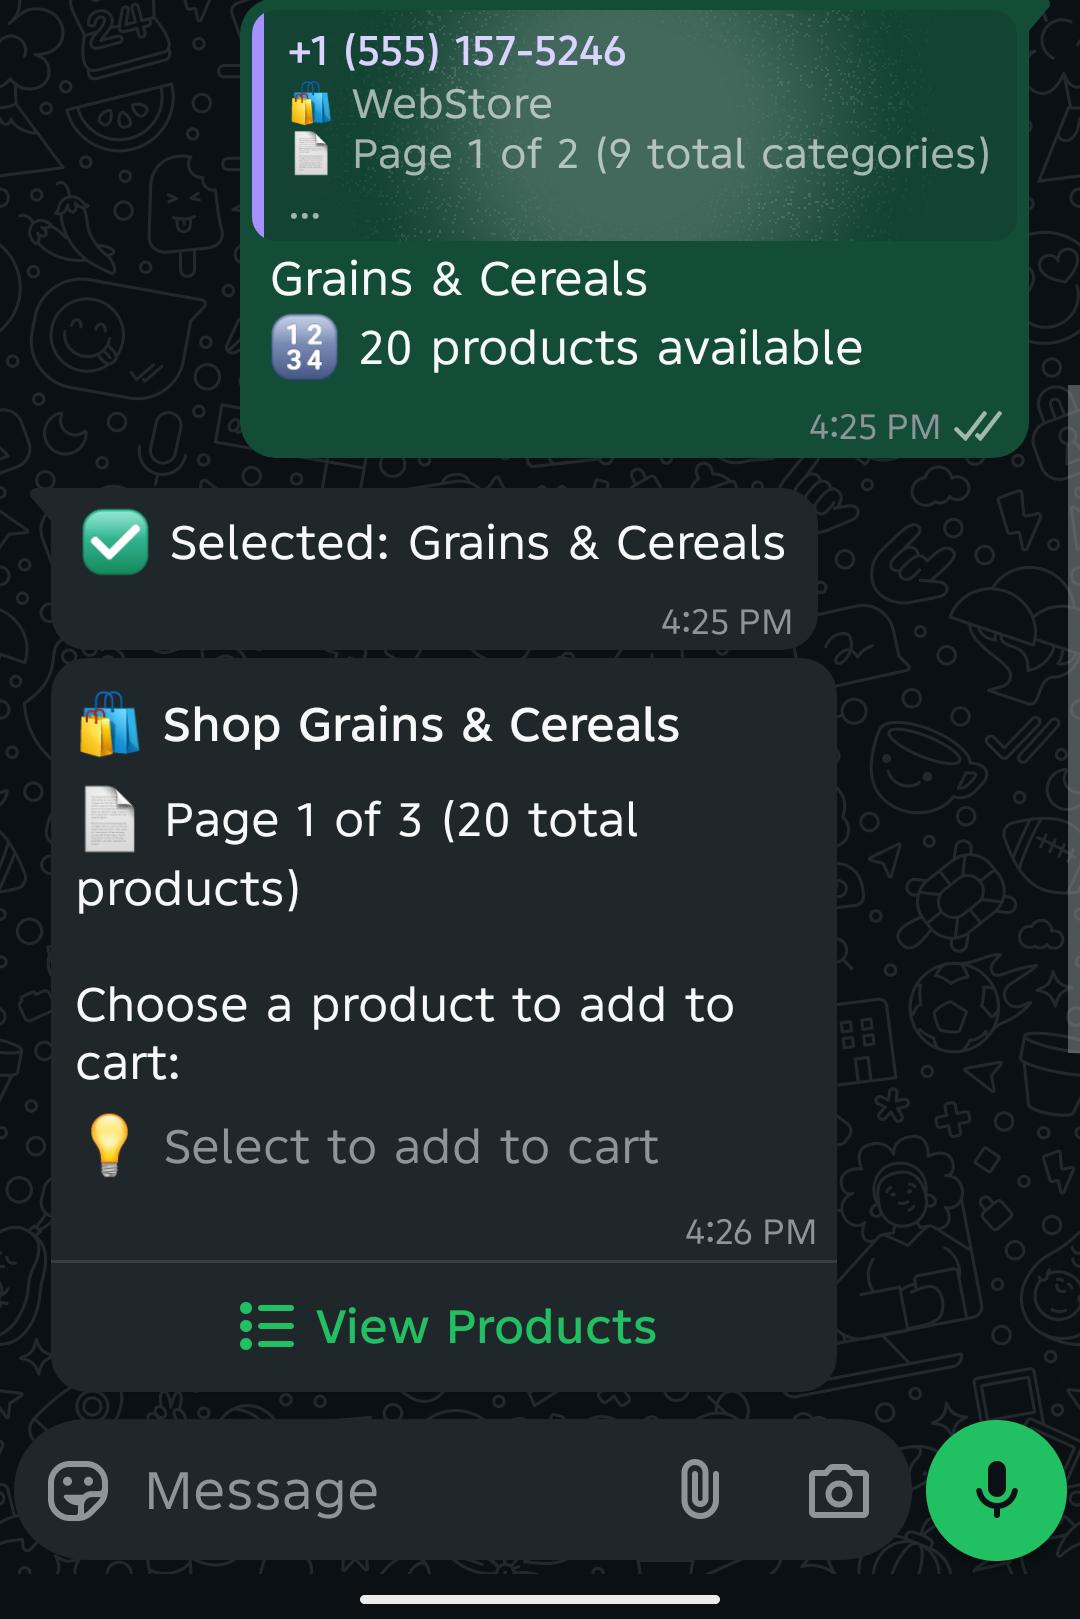 +1 (555) 157-5246
🛍️ WebStore
📄 Page 1 of 2 (9 total categories)
...
Grains & Cereals
🔢 20 products available
4:25 PM
✅ Selected: Grains & Cereals
4:25 PM
🛍️ Shop Grains & Cereals
📄 Page 1 of 3 (20 total
products)
Choose a product to add to
cart:
💡 Select to add to cart
4:26 PM
View Products
Message